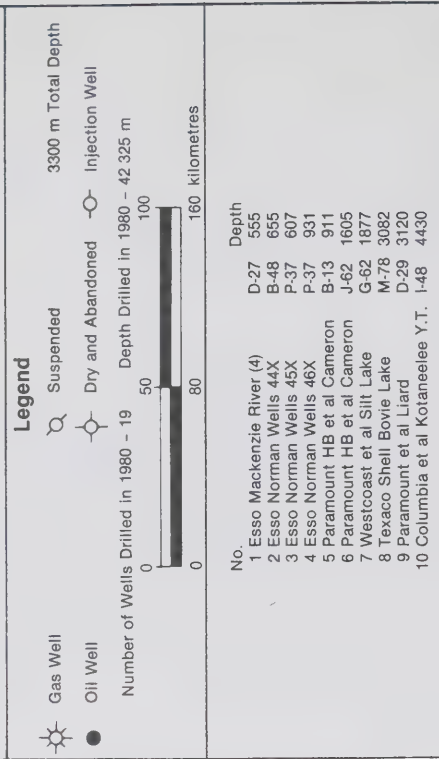 Legend
Gas Well Suspended 3300 m Total Depth
Oil Well Dry and Abandoned Injection Well
Number of Wells Drilled in 1980 - 19 Depth Drilled in 1980 - 42 325 m
0 50 100
0 80 160 kilometres
No. Depth
1 Esso Mackenzie River (4) D-27 555
2 Esso Norman Wells 44X B-48 655
3 Esso Norman Wells 45X P-37 607
4 Esso Norman Wells 46X P-37 931
5 Paramount HB et al Cameron B-13 911
6 Paramount HB et al Cameron J-62 1605
7 Westcoast et al Silt Lake G-62 1877
8 Texaco Shell Bovie Lake M-78 3082
9 Paramount et al Liard D-29 3120
10 Columbia et al Kotaneelee Y.T. I-48 4430